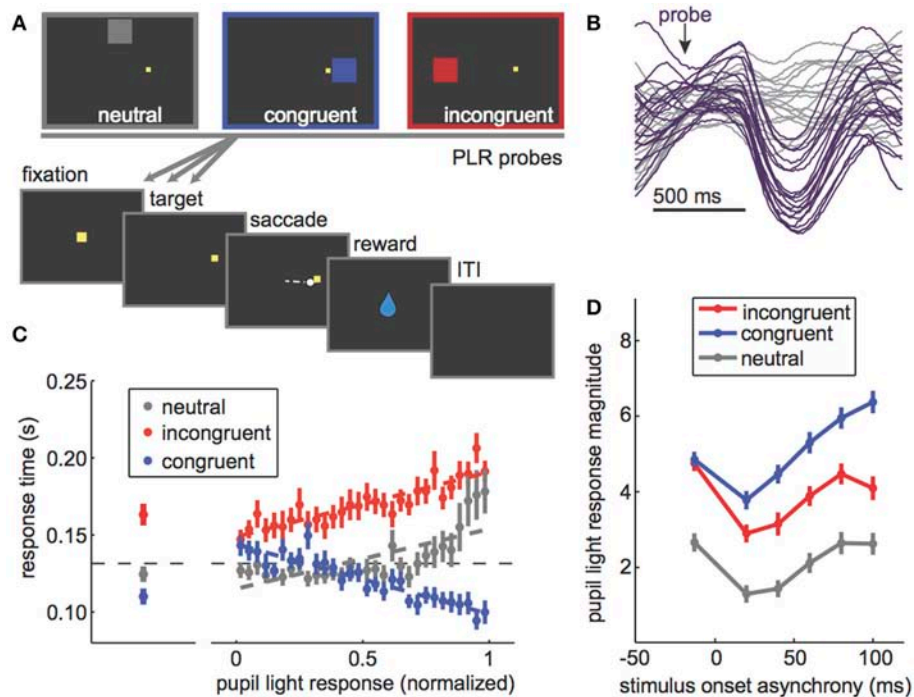 A
neutral
congruent
incongruent
PLR probes
fixation
target
saccade
reward
ITI
B
probe
500 ms
C
0.25
0.20
0.15
0.10
response time (s)
neutral
incongruent
congruent
0
0.5
1
pupil light response (normalized)
D
8
6
4
2
pupil light response magnitude
incongruent
congruent
neutral
-50
0
50
100
stimulus onset asynchrony (ms)